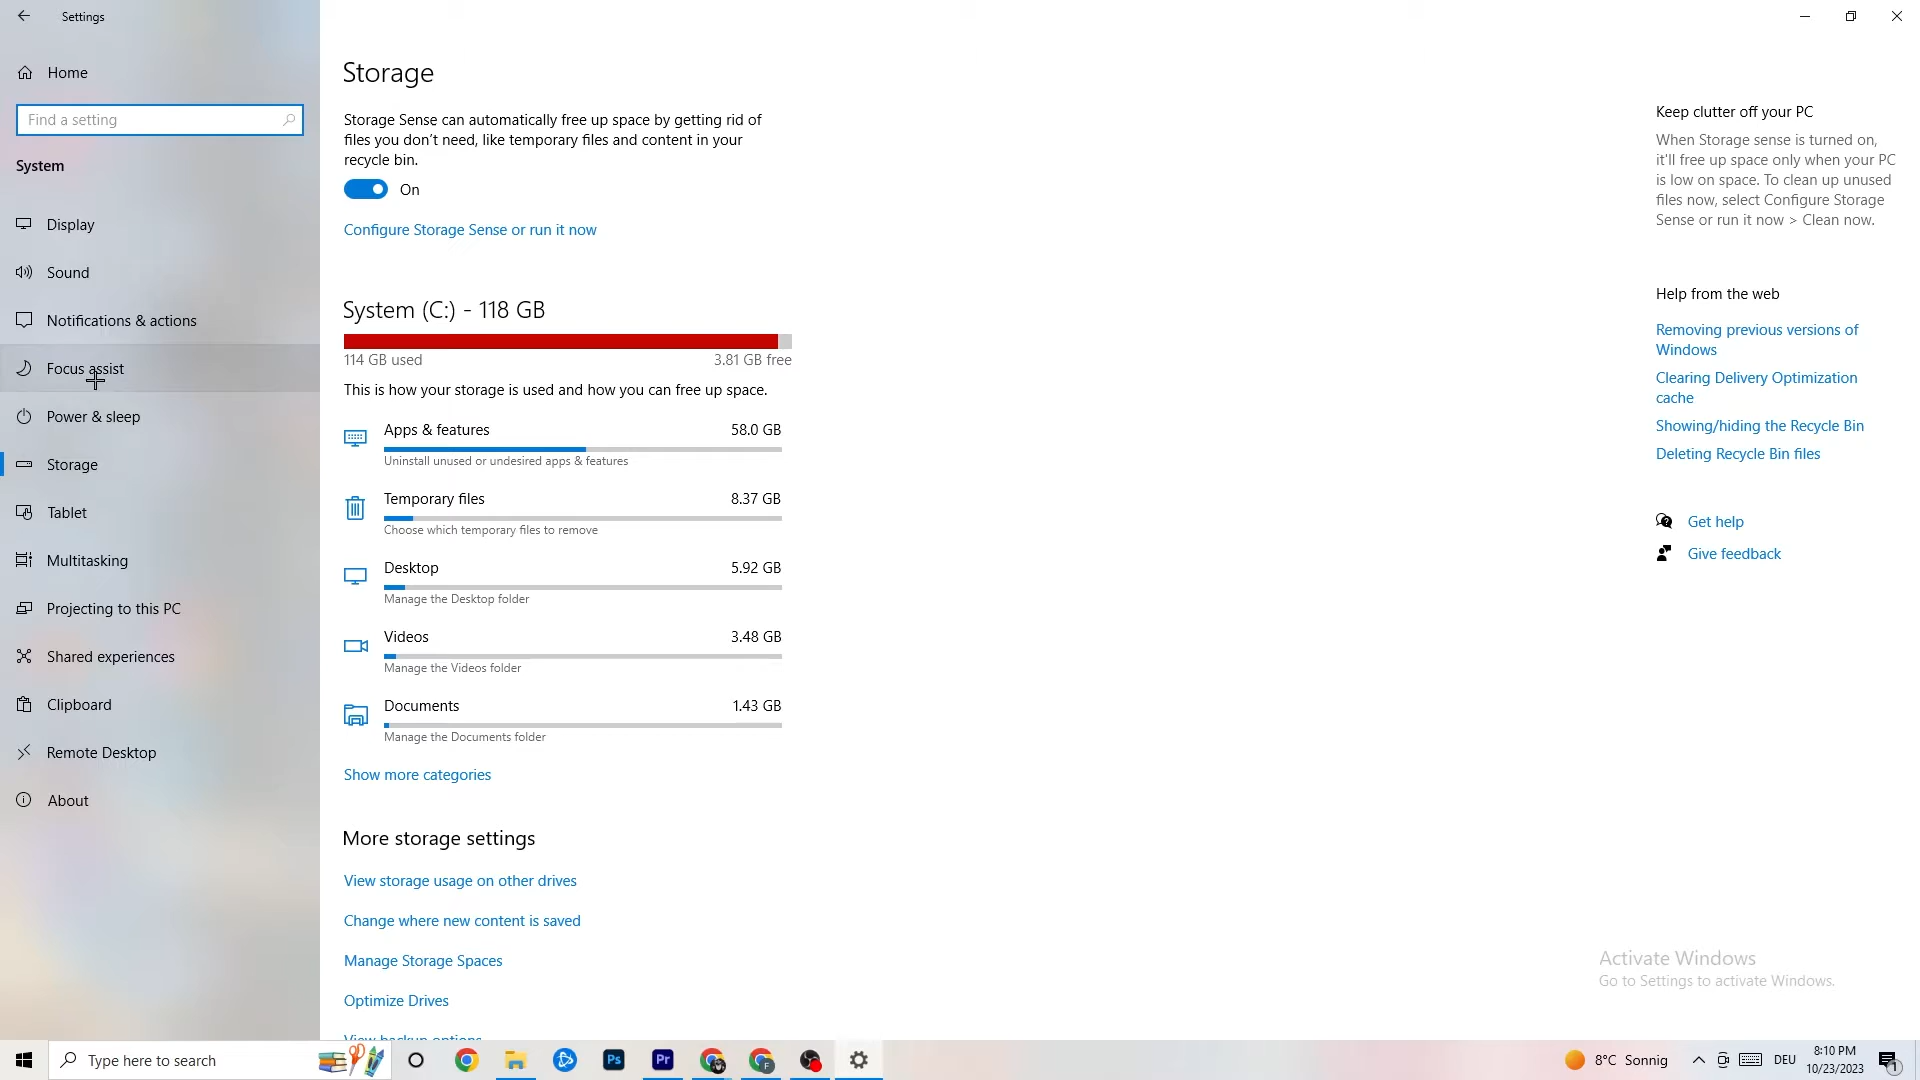 Settings
Home
Find a setting
System
Display
Sound
Notifications & actions
Focus assist
Power & sleep
Storage
Tablet
Multitasking
Projecting to this PC
Shared experiences
Clipboard
Remote Desktop
About
Storage
Storage Sense can automatically free up space by getting rid of
files you don't need, like temporary files and content in your
recycle bin.
On
Configure Storage Sense or run it now
System (C:) - 118 GB
114 GB used
3.81 GB free
This is how your storage is used and how you can free up space.
Apps & features
58.0 GB
Uninstall unused or undesired apps & features
Temporary files
8.37 GB
Choose which temporary files to remove
Desktop
5.92 GB
Manage the Desktop folder
Videos
3.48 GB
Manage the Videos folder
Documents
1.43 GB
Manage the Documents folder
Show more categories
More storage settings
View storage usage on other drives
Change where new content is saved
Manage Storage Spaces
Optimize Drives
View backup options
Keep clutter off your PC
When Storage sense is turned on,
it'll free up space only when your PC
is low on space. To clean up unused
files now, select Configure Storage
Sense or run it now > Clean now.
Help from the web
Removing previous versions of
Windows
Clearing Delivery Optimization
cache
Showing/hiding the Recycle Bin
Deleting Recycle Bin files
Get help
Give feedback
Activate Windows
Go to Settings to activate Windows.
Type here to search
Ps
Pr
F
8°C Sonnig
DEU
8:10 PM
10/23/2023
1